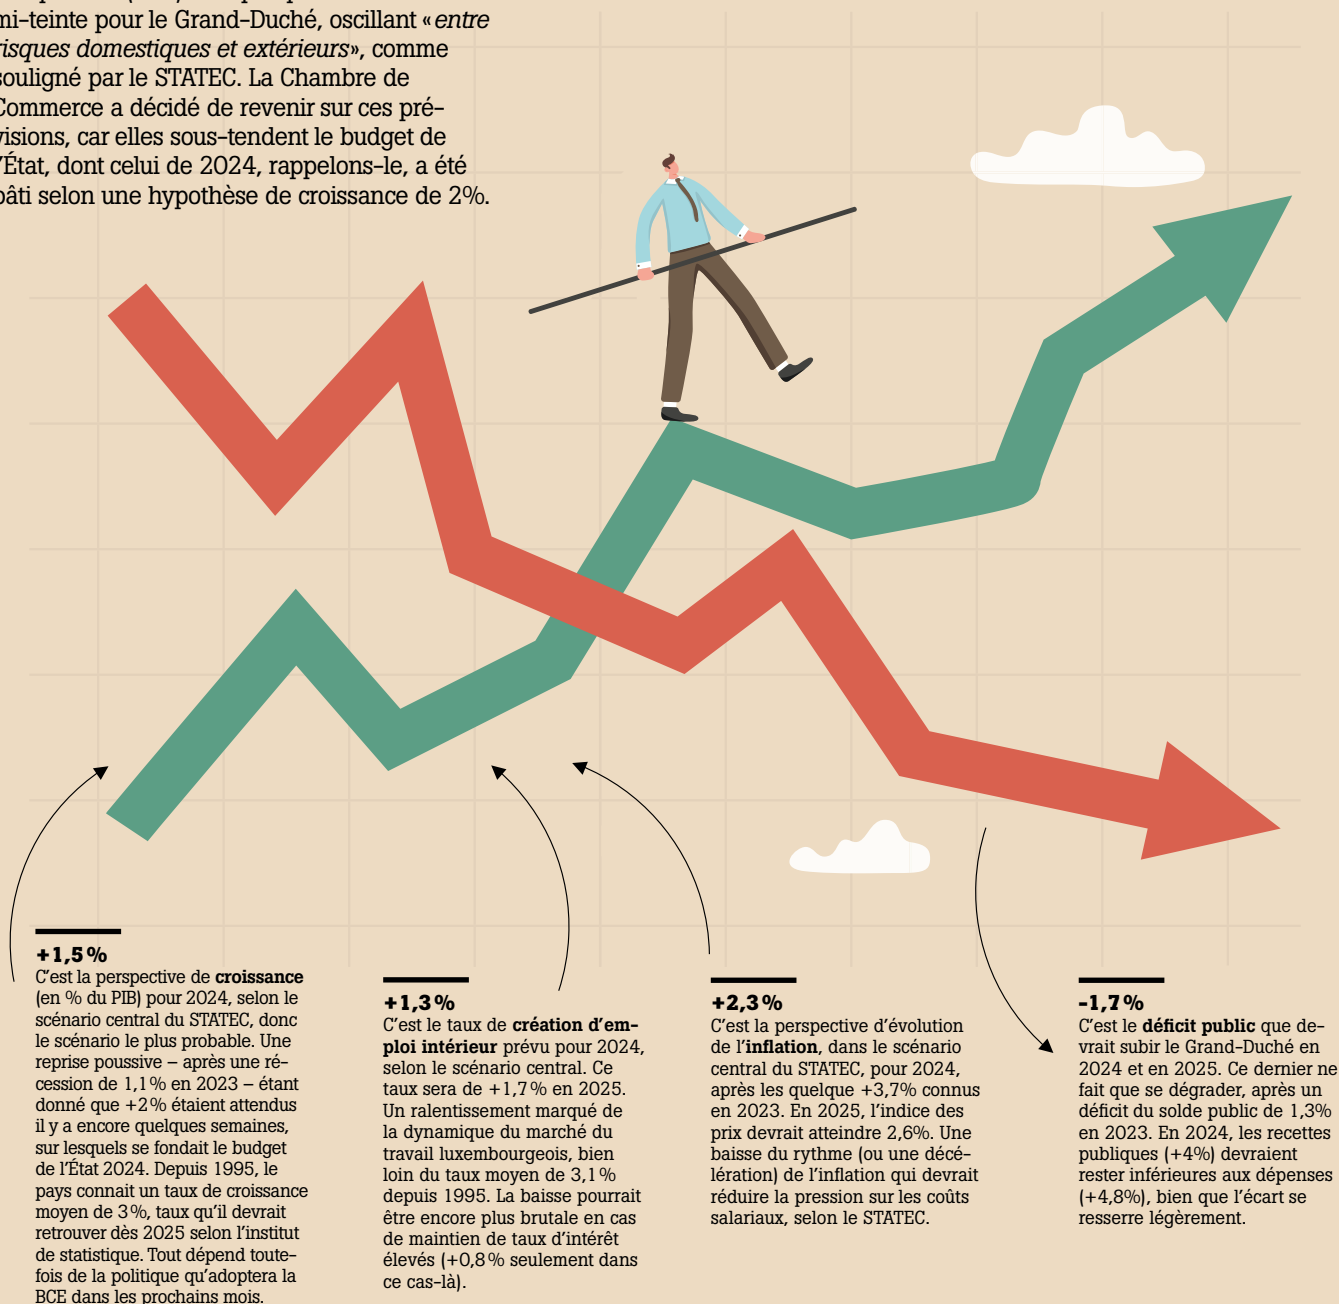 mi-teinte pour le Grand-Duché, oscillant «entre
risques domestiques et extérieurs», comme
souligné par le STATEC. La Chambre de
Commerce a décidé de revenir sur ces pré-
visions, car elles sous-tendent le budget de
l’État, dont celui de 2024, rappelons-le, a été
bâti selon une hypothèse de croissance de 2%.
+1,5%
C’est la perspective de croissance
(en % du PIB) pour 2024, selon le
scénario central du STATEC, donc
le scénario le plus probable. Une
reprise poussive – après une ré-
cession de 1,1% en 2023 – étant
donné que +2% étaient attendus
il y a encore quelques semaines,
sur lesquels se fondait le budget
de l’État 2024. Depuis 1995, le
pays connait un taux de croissance
moyen de 3%, taux qu’il devrait
retrouver dès 2025 selon l’institut
de statistique. Tout dépend toute-
fois de la politique qu’adoptera la
BCE dans les prochains mois.
+1,3%
C’est le taux de création d’em-
ploi intérieur prévu pour 2024,
selon le scénario central. Ce
taux sera de +1,7% en 2025.
Un ralentissement marqué de
la dynamique du marché du
travail luxembourgeois, bien
loin du taux moyen de 3,1%
depuis 1995. La baisse pourrait
être encore plus brutale en cas
de maintien de taux d’intérêt
élevés (+0,8% seulement dans
ce cas-là).
+2,3%
C’est la perspective d’évolution
de l’inflation, dans le scénario
central du STATEC, pour 2024,
après les quelque +3,7% connus
en 2023. En 2025, l’indice des
prix devrait atteindre 2,6%. Une
baisse du rythme (ou une décé-
lération) de l’inflation qui devrait
réduire la pression sur les coûts
salariaux, selon le STATEC.
-1,7%
C’est le déficit public que de-
vrait subir le Grand-Duché en
2024 et en 2025. Ce dernier ne
fait que se dégrader, après un
déficit du solde public de 1,3%
en 2023. En 2024, les recettes
publiques (+4%) devraient
rester inférieures aux dépenses
(+4,8%), bien que l’écart se
resserre légèrement.